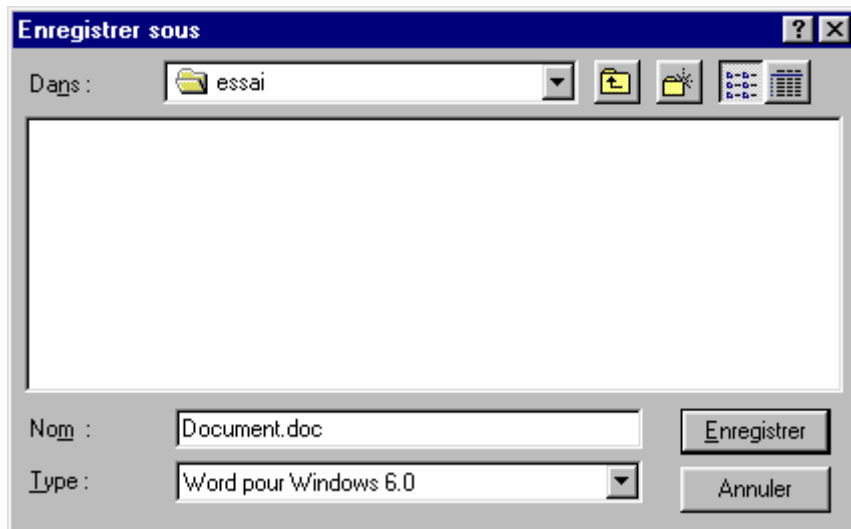 Enregistrer sous
Dans : essai
Nom : Document.doc Enregistrer
Type : Word pour Windows 6.0 Annuler